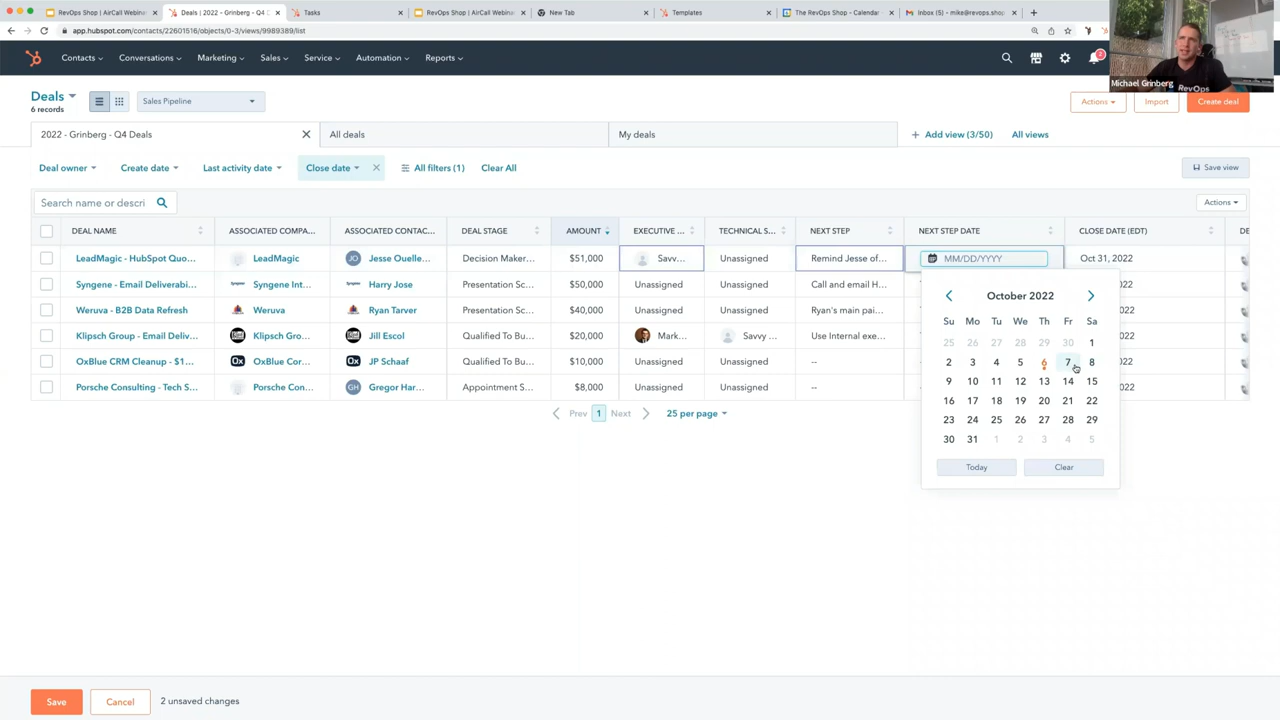 RevOps Shop | AirCall Webinar
Deals | 2022 - Grinberg - Q4
Tasks
RevOps Shop | AirCall Webinar
New Tab
Templates
The RevOps Shop - Calendar
Inbox (5) - mike@revops.shop
app.hubspot.com/contacts/22601516/objects/0-3/views/9989389/list
Contacts
Conversations
Marketing
Sales
Service
Automation
Reports
2
Michael Grinberg
RevOps
Deals
6 records
Sales Pipeline
Actions
Import
Create deal
2022 - Grinberg - Q4 Deals
All deals
My deals
+ Add view (3/50)
All views
Deal owner
Create date
Last activity date
Close date
All filters (1)
Clear All
Save view
Search name or descri
Actions
DEAL NAME ASSOCIATED COMPA... ASSOCIATED CONTAC... DEAL STAGE AMOUNT EXECUTIVE ... TECHNICAL S... NEXT STEP NEXT STEP DATE CLOSE DATE (EDT) DE
LeadMagic - HubSpot Quo... LeadMagic JO Jesse Ouelle... Decision Maker... $51,000 Savv... Unassigned Remind Jesse of... MM/DD/YYYY Oct 31, 2022
Syngene - Email Deliverabi... Syngene Int... Harry Jose Presentation Sc... $50,000 Unassigned Unassigned Call and email H...
Weruva - B2B Data Refresh Weruva Ryan Tarver Presentation Sc... $40,000 Unassigned Unassigned Ryan's main pai...
Klipsch Group - Email Deliv... Klipsch Gro... Jill Escol Qualified To Bu... $20,000 Mark... Savvy ... Use Internal exe...
OxBlue CRM Cleanup - $1... Ox OxBlue Cor... Ox JP Schaaf Qualified To Bu... $10,000 Unassigned Unassigned --
Porsche Consulting - Tech S... Porsche Con... GH Gregor Har... Appointment S... $8,000 Unassigned Unassigned --
October 2022
Su Mo Tu We Th Fr Sa
25 26 27 28 29 30 1
2 3 4 5 6 7 8
9 10 11 12 13 14 15
16 17 18 19 20 21 22
23 24 25 26 27 28 29
30 31 1 2 3 4 5
Today
Clear
Prev 1 Next
25 per page
Save
Cancel
2 unsaved changes